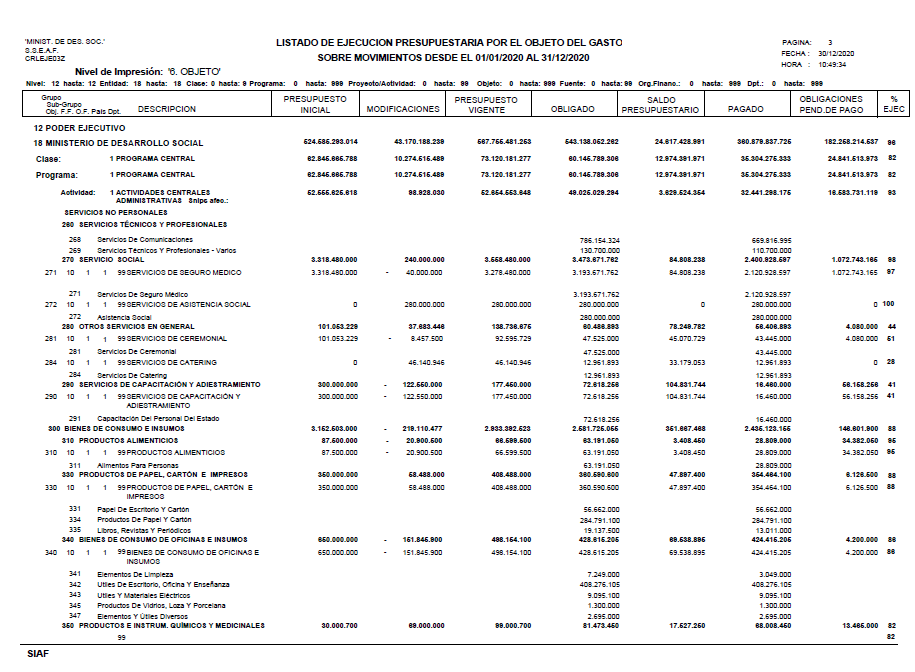 "MINIST. DE DES. SOC."
S.S.E.A.F.
CRLEJE03Z
LISTADO DE EJECUCION PRESUPUESTARIA POR EL OBJETO DEL GASTO
SOBRE MOVIMIENTOS DESDE EL 01/01/2020 AL 31/12/2020
PAGINA: 3
FECHA : 30/12/2020
HORA : 10:49:34
Nivel de Impresión: '6. OBJETO'
Nivel: 12 hasta 12 Entidad: 18 hasta: 18 Clase: 0 hasta: 9 Programa: 0 hasta: 999 Proyecto/Actividad: 0 hasta: 999 Objeto: 0 hasta: 999 Fuente: 0 hasta: 99 Org.Financ.: 0 hasta: 999 Dpt.: 0 hasta: 999
Grupo
Sub-Grupo
Obj. F.F. O.F. Pais Dpt. DESCRIPCION PRESUPUESTO INICIAL MODIFICACIONES PRESUPUESTO VIGENTE OBLIGADO SALDO PRESUPUESTARIO PAGADO OBLIGACIONES PEND.DE PAGO % EJEC
12 PODER EJECUTIVO
18 MINISTERIO DE DESARROLLO SOCIAL 524.585.293.014 43.170.188.239 567.755.481.253 543.138.052.262 24.617.428.991 360.879.837.725 182.258.214.537 96
Clase: 1 PROGRAMA CENTRAL 62.845.665.788 10.274.515.489 73.120.181.277 60.145.789.306 12.974.391.971 35.304.275.333 24.841.513.973 82
Programa: 1 PROGRAMA CENTRAL 62.845.665.788 10.274.515.489 73.120.181.277 60.145.789.306 12.974.391.971 35.304.275.333 24.841.513.973 82
Actividad: 1 ACTIVIDADES CENTRALES 52.555.625.618 98.928.030 52.654.553.648 49.025.029.294 3.629.524.354 32.441.298.175 16.583.731.119 93
ADMINISTRATIVAS Snips afec.:
SERVICIOS NO PERSONALES
260 SERVICIOS TÉCNICOS Y PROFESIONALES
268 Servicios De Comunicaciones 786.154.324 669.816.995
269 Servicios Técnicos Y Profesionales - Varios 130.700.000 110.700.000
270 SERVICIO SOCIAL 3.318.480.000 240.000.000 3.558.480.000 3.473.671.762 84.808.238 2.400.928.597 1.072.743.165 98
271 10 1 1 99 SERVICIOS DE SEGURO MEDICO 3.318.480.000 - 40.000.000 3.278.480.000 3.193.671.762 84.808.238 2.120.928.597 1.072.743.165 97
271 Servicios De Seguro Médico 3.193.671.762 2.120.928.597
272 10 1 1 99 SERVICIOS DE ASISTENCIA SOCIAL 0 280.000.000 280.000.000 280.000.000 0 280.000.000 0 100
272 Asistencia Social 280.000.000 280.000.000
280 OTROS SERVICIOS EN GENERAL 101.053.229 37.683.446 138.736.675 60.486.893 78.249.782 56.406.893 4.080.000 44
281 10 1 1 99 SERVICIOS DE CEREMONIAL 101.053.229 - 8.457.500 92.595.729 47.525.000 45.070.729 43.445.000 4.080.000 51
281 Servicios De Ceremonial 47.525.000 43.445.000
284 10 1 1 99 SERVICIOS DE CATERING 0 46.140.946 46.140.946 12.961.893 33.179.053 12.961.893 0 28
284 Servicios De Catering 12.961.893 12.961.893
290 SERVICIOS DE CAPACITACIÓN Y ADIESTRAMIENTO 300.000.000 - 122.550.000 177.450.000 72.618.256 104.831.744 16.460.000 56.158.256 41
290 10 1 1 99 SERVICIOS DE CAPACITACIÓN Y 300.000.000 - 122.550.000 177.450.000 72.618.256 104.831.744 16.460.000 56.158.256 41
ADIESTRAMIENTO
291 Capacitación Del Personal Del Estado 72.618.256 16.460.000
300 BIENES DE CONSUMO E INSUMOS 3.152.503.000 - 219.110.477 2.933.392.523 2.581.725.055 351.667.468 2.435.123.155 146.601.900 88
310 PRODUCTOS ALIMENTICIOS 87.500.000 - 20.900.500 66.599.500 63.191.050 3.408.450 28.809.000 34.382.050 95
310 10 1 1 99 PRODUCTOS ALIMENTICIOS 87.500.000 - 20.900.500 66.599.500 63.191.050 3.408.450 28.809.000 34.382.050 95
311 Alimentos Para Personas 63.191.050 28.809.000
330 PRODUCTOS DE PAPEL, CARTÓN E IMPRESOS 350.000.000 58.488.000 408.488.000 360.590.600 47.897.400 354.464.100 6.126.500 88
330 10 1 1 99 PRODUCTOS DE PAPEL, CARTÓN E 350.000.000 58.488.000 408.488.000 360.590.600 47.897.400 354.464.100 6.126.500 88
IMPRESOS
331 Papel De Escritorio Y Cartón 56.662.000 56.662.000
334 Productos De Papel Y Cartón 284.791.100 284.791.100
335 Libros, Revistas Y Periódicos 19.137.500 13.011.000
340 BIENES DE CONSUMO DE OFICINAS E INSUMOS 650.000.000 - 151.845.900 498.154.100 428.615.205 69.538.895 424.415.205 4.200.000 86
340 10 1 1 99 BIENES DE CONSUMO DE OFICINAS E 650.000.000 - 151.845.900 498.154.100 428.615.205 69.538.895 424.415.205 4.200.000 86
INSUMOS
341 Elementos De Limpieza 7.249.000 3.049.000
342 Utiles De Escritorio, Oficina Y Enseñanza 408.276.105 408.276.105
343 Utiles Y Materiales Eléctricos 9.095.100 9.095.100
345 Productos De Vidrios, Loza Y Porcelana 1.300.000 1.300.000
347 Elementos Y Útiles Diversos 2.695.000 2.695.000
350 PRODUCTOS E INSTRUM. QUÍMICOS Y MEDICINALES 30.000.700 69.000.000 99.000.700 81.473.450 17.527.250 68.008.450 13.465.000 82
99 82
SIAF